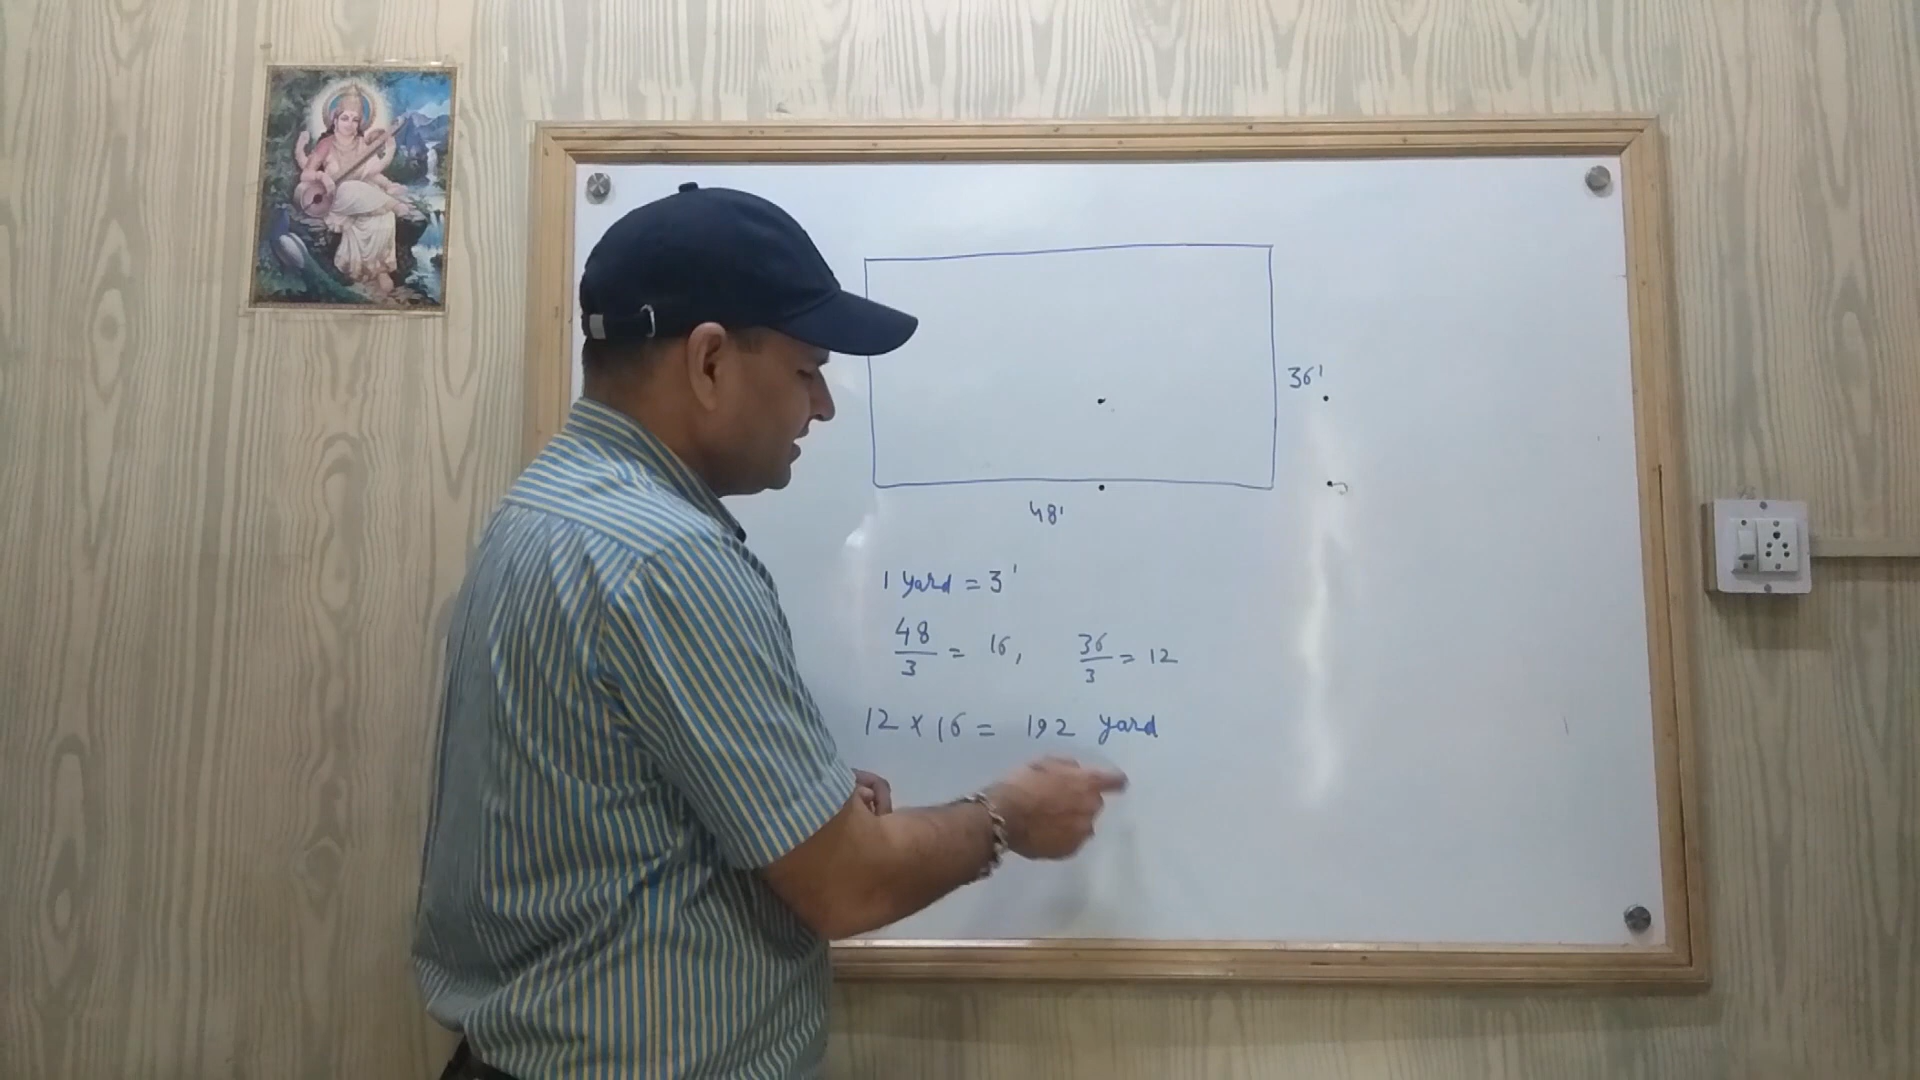 36'
48'
1 yard = 3'
48/3 = 16, 36/3 = 12
12 x 16 = 192 yard